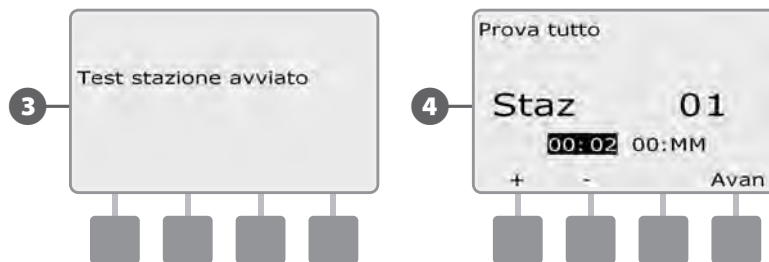 3
Test stazione avviato
4
Prova tutto
Staz 01
00:02 00:MM
+ - Avan